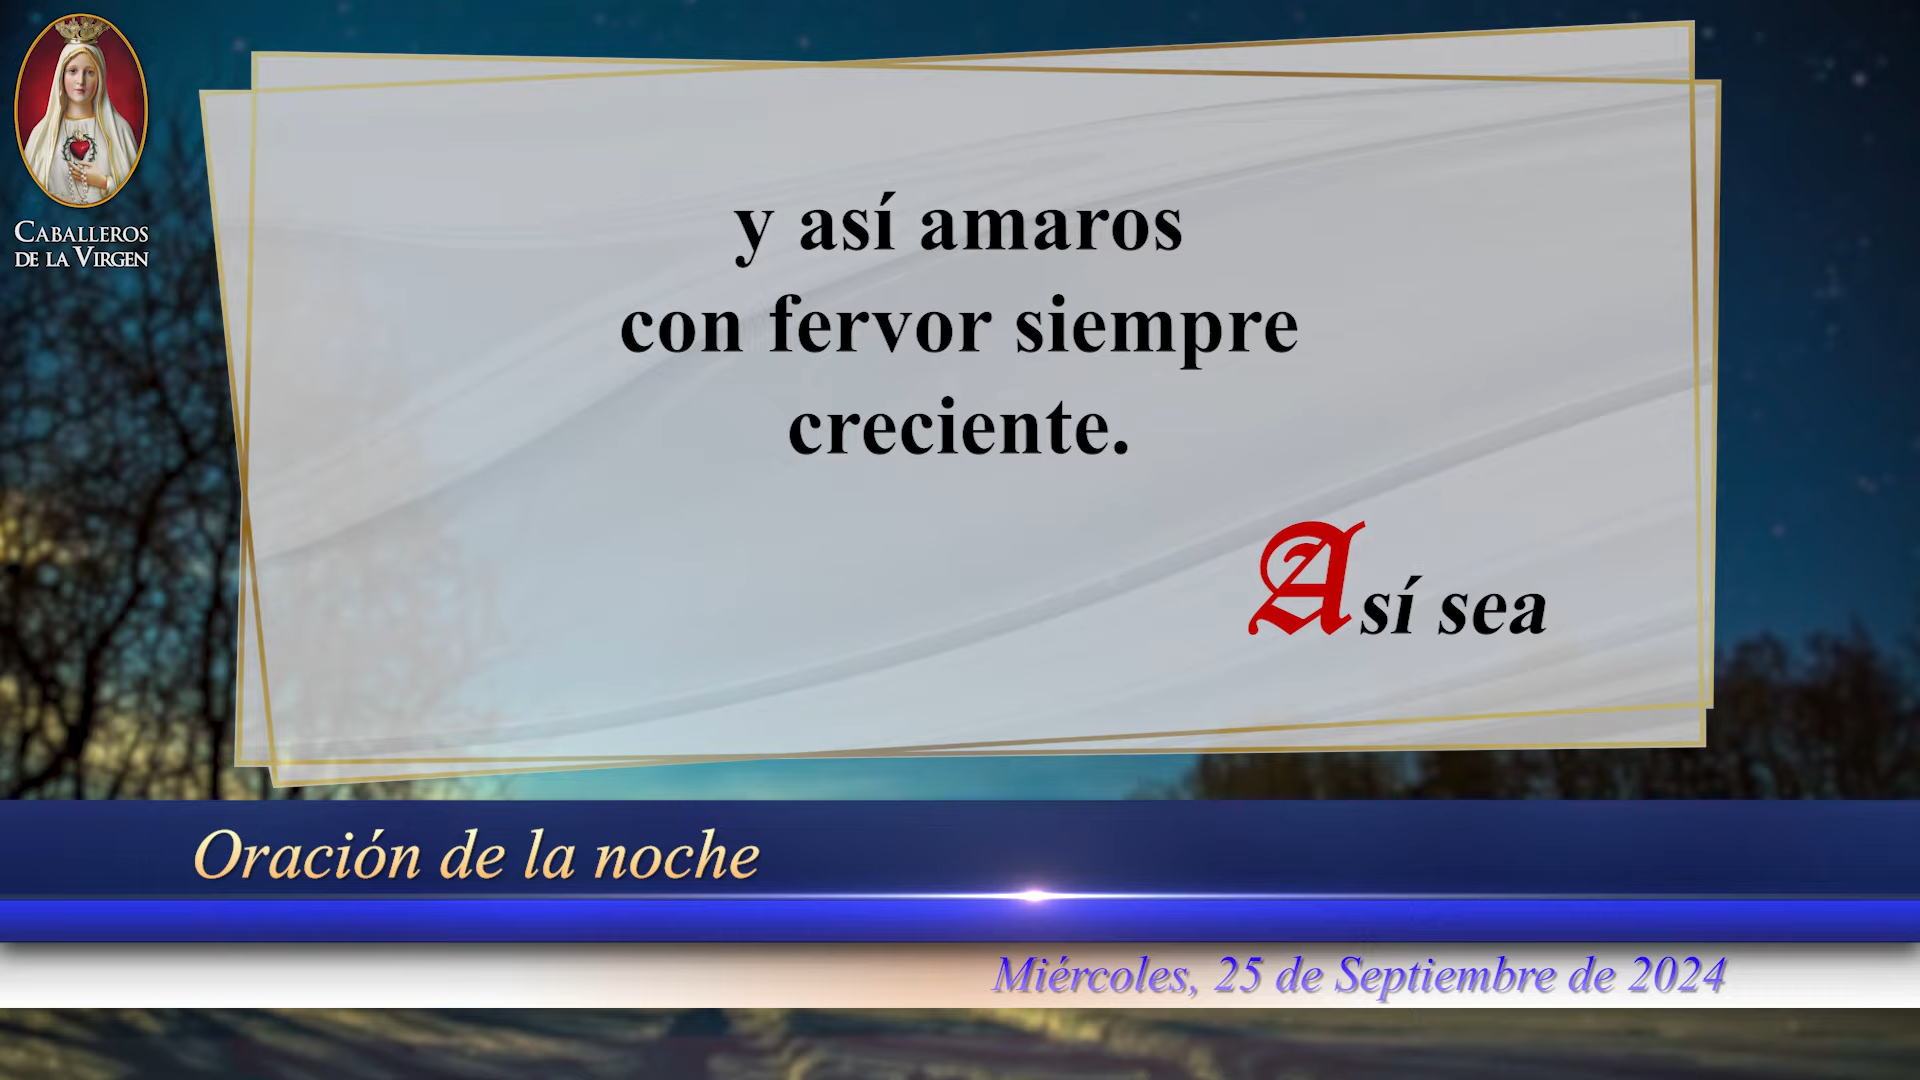 CABALLEROS
DE LA VIRGEN
y así amaros
con fervor siempre
creciente.
Así sea
Oración de la noche
Miércoles, 25 de Septiembre de 2024